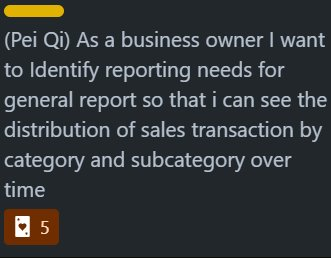 (Pei Qi) As a business owner I want
to Identify reporting needs for
general report so that i can see the
distribution of sales transaction by
category and subcategory over
time
5